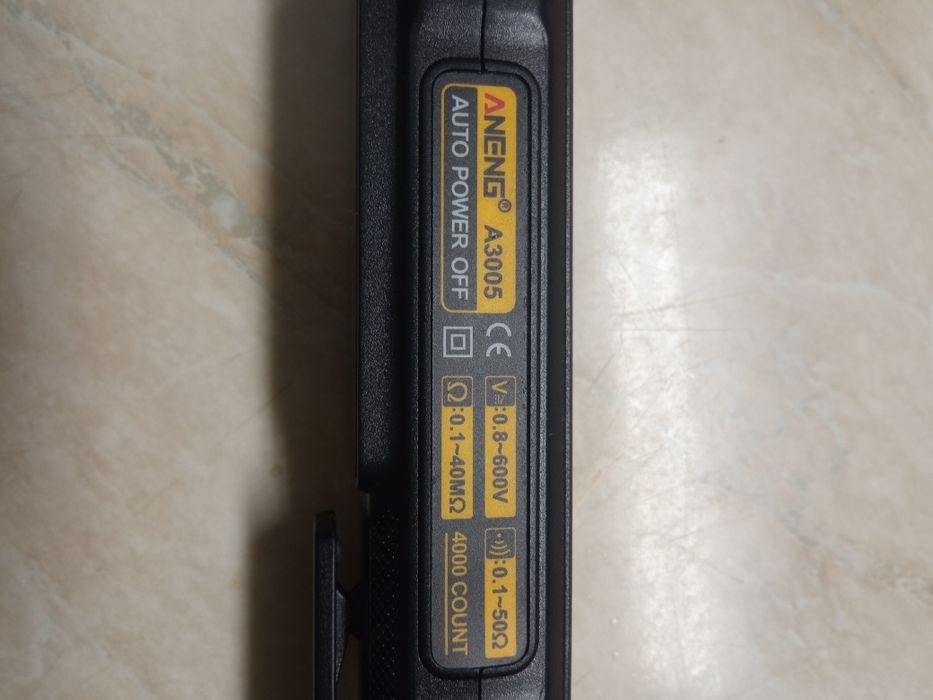 ANENG® A3005
AUTO POWER OFF
CE
V:0.8~600V
Ω:0.1~40MΩ
:0.1~50Ω
4000 COUNT